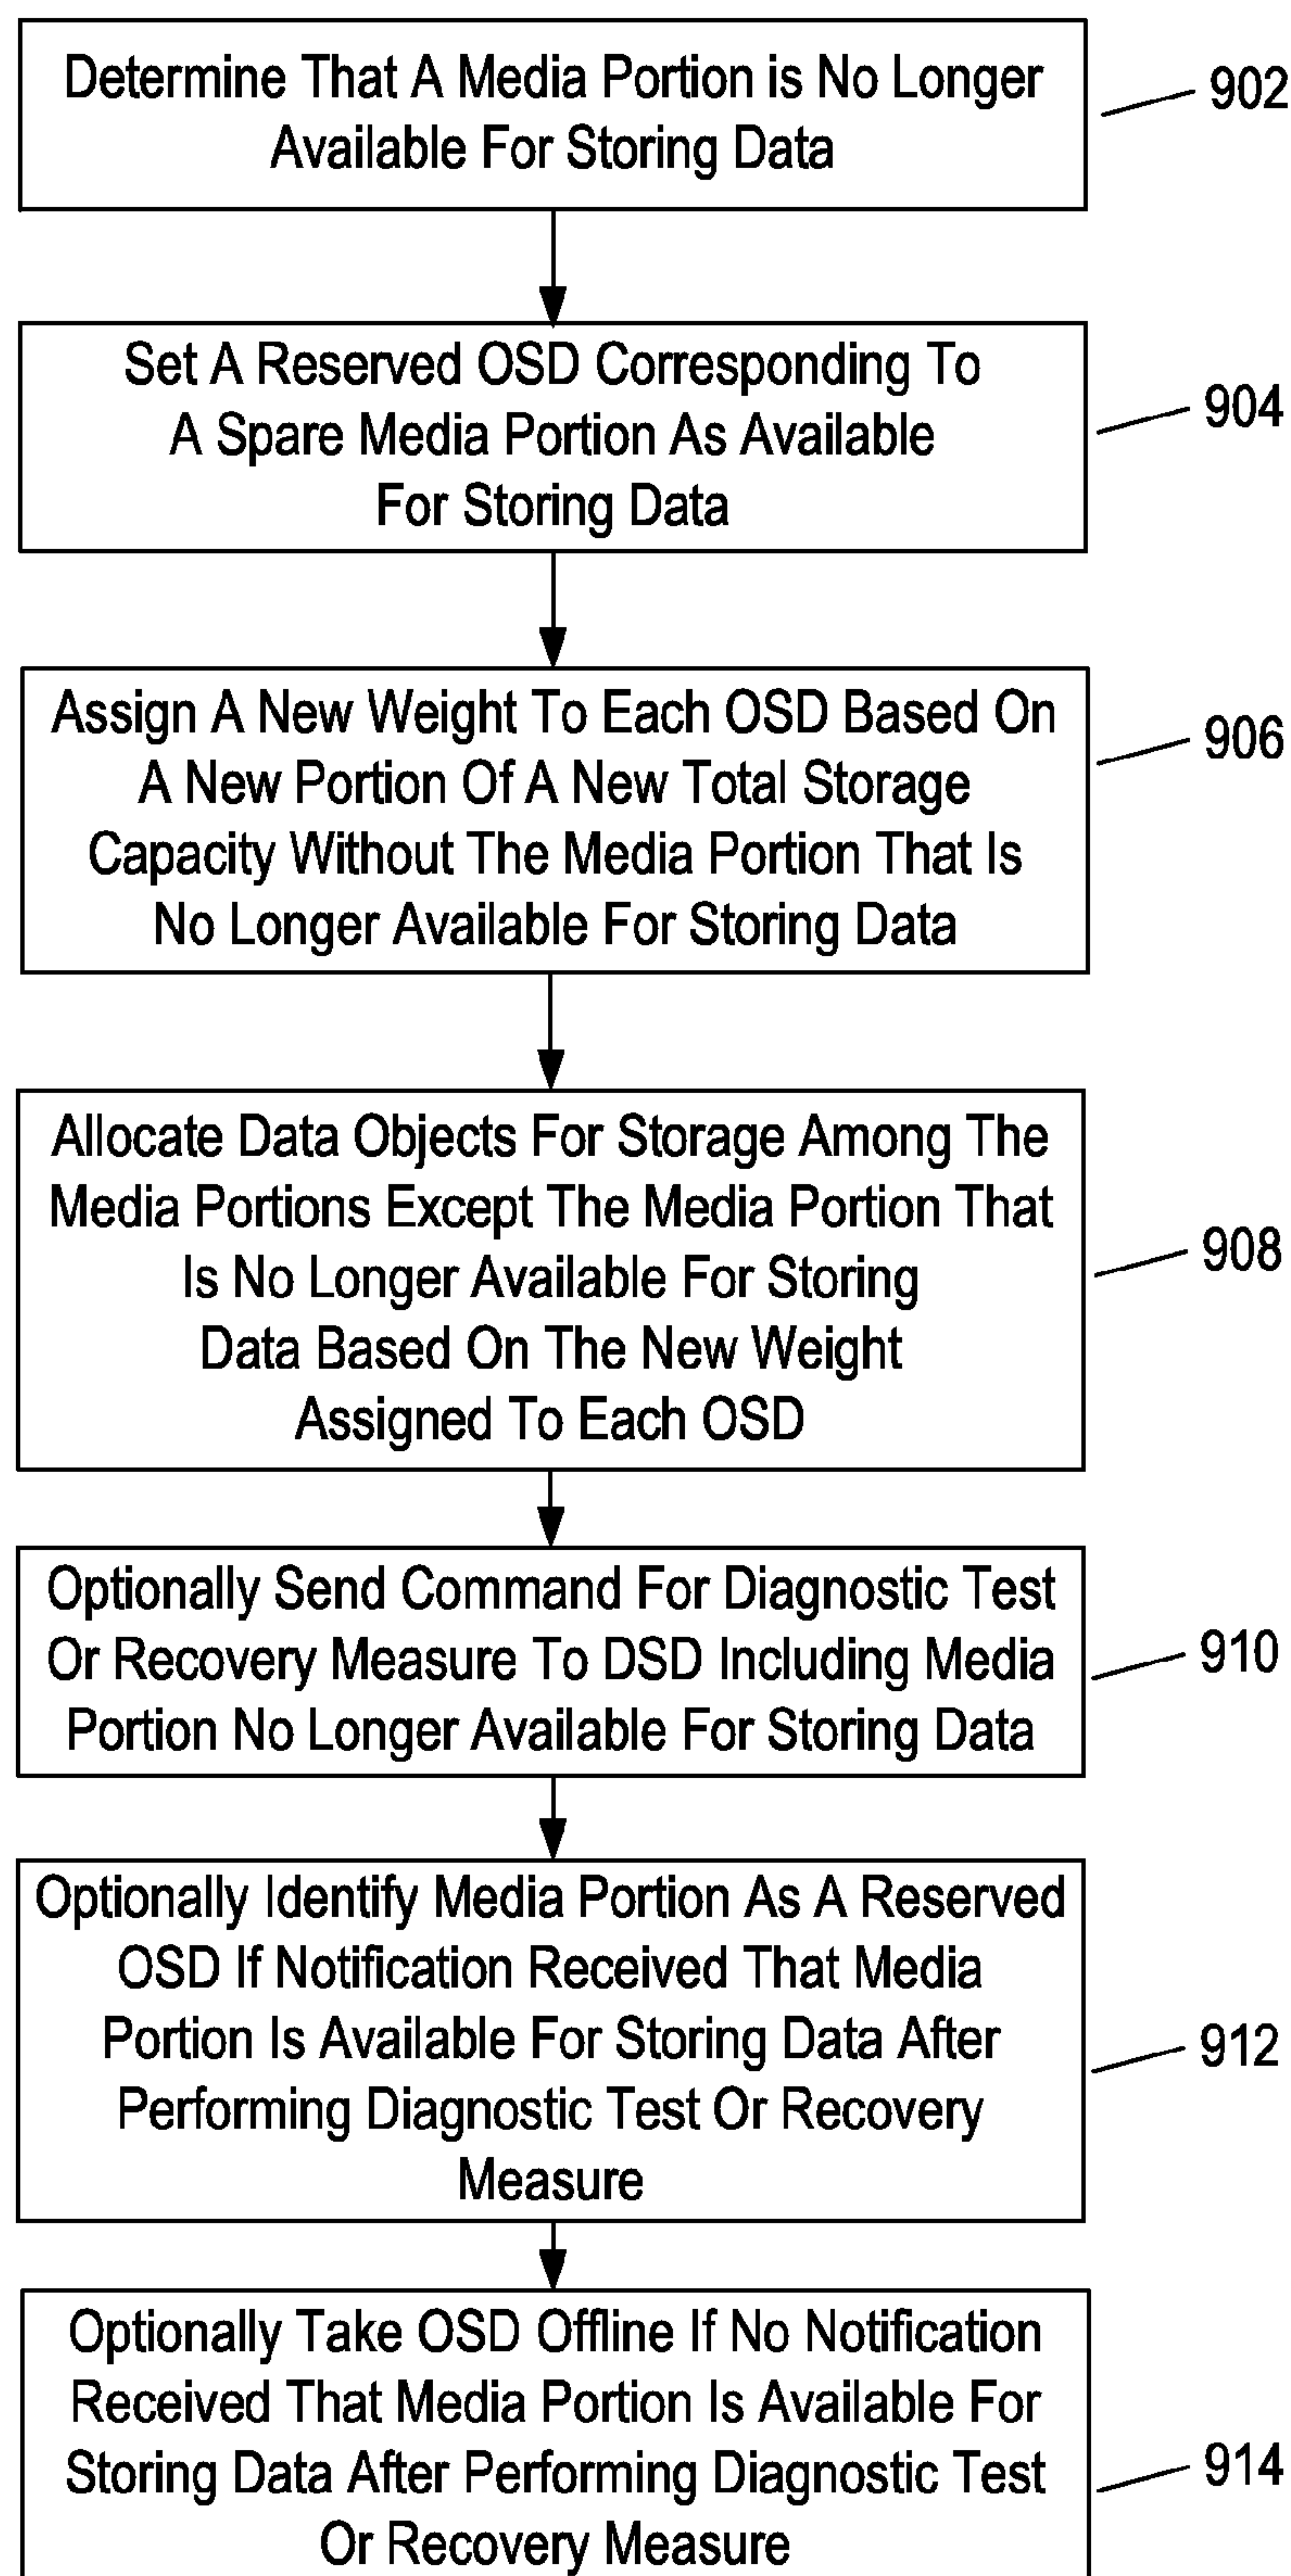 Determine That A Media Portion is No Longer
Available For Storing Data
902
Set A Reserved OSD Corresponding To
A Spare Media Portion As Available
For Storing Data
904
Assign A New Weight To Each OSD Based On
A New Portion Of A New Total Storage
Capacity Without The Media Portion That Is
No Longer Available For Storing Data
906
Allocate Data Objects For Storage Among The
Media Portions Except The Media Portion That
Is No Longer Available For Storing
Data Based On The New Weight
Assigned To Each OSD
908
Optionally Send Command For Diagnostic Test
Or Recovery Measure To DSD Including Media
Portion No Longer Available For Storing Data
910
Optionally Identify Media Portion As A Reserved
OSD If Notification Received That Media
Portion Is Available For Storing Data After
Performing Diagnostic Test Or Recovery
Measure
912
Optionally Take OSD Offline If No Notification
Received That Media Portion Is Available For
Storing Data After Performing Diagnostic Test
Or Recovery Measure
914